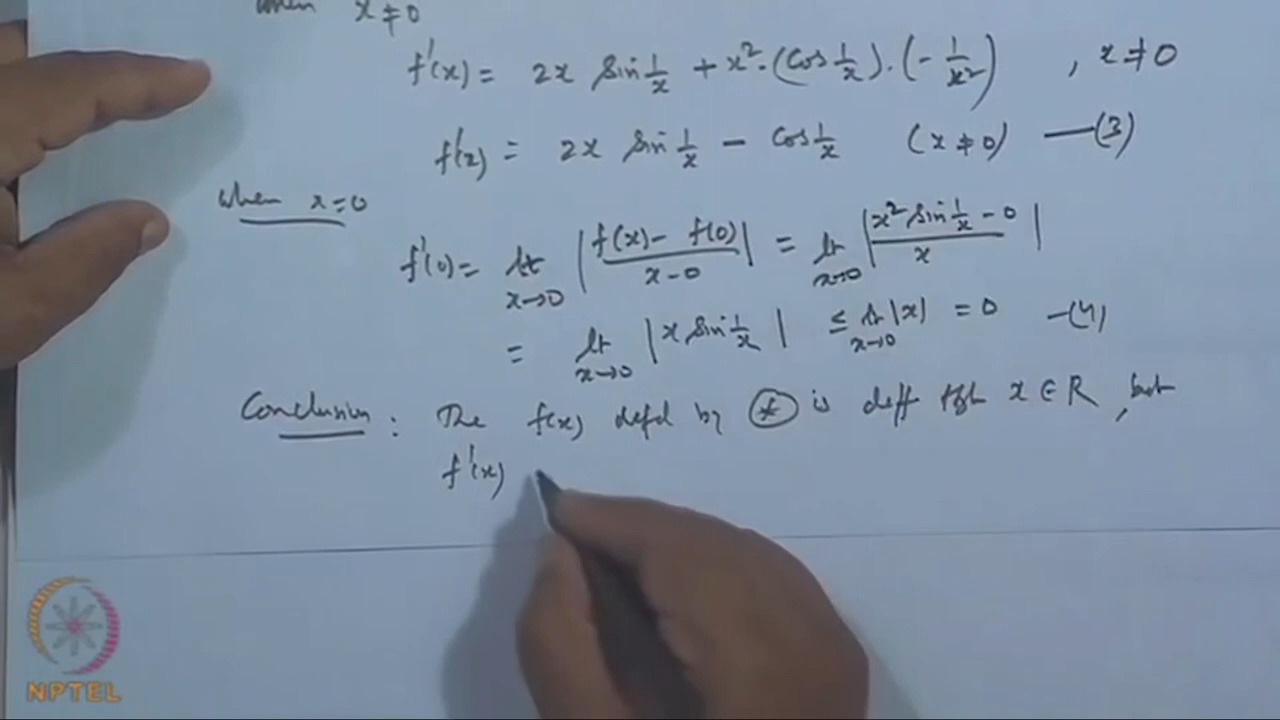 when x≠0
f'(x) = 2x sin 1/x + x²·(cos 1/x)·(-1/x²) , x≠0
f'(x) = 2x sin 1/x - cos 1/x (x≠0) —(3)
when x=0
f'(0) = lt x→0 |f(x) - f(0)/x-0| = lt x→0 |x² sin 1/x - 0/x|
= lt x→0 |x sin 1/x| ≤ lt x→0 |x| = 0 -(4)
Conclusion : The f(x) defd by (*) is diff x ∈ R, but
f'(x)
NPTEL